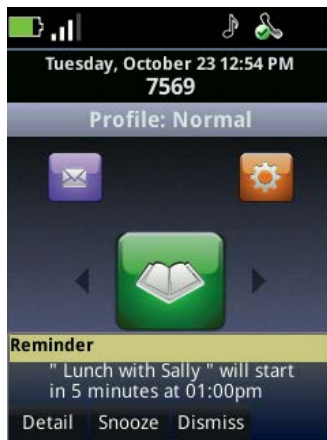 Tuesday, October 23 12:54 PM
7569
Profile: Normal
Reminder
" Lunch with Sally " will start
in 5 minutes at 01:00pm
Detail Snooze Dismiss